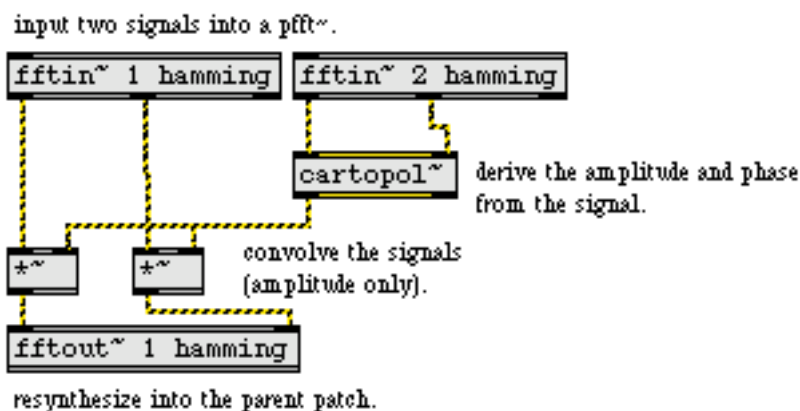 input two signals into a pfft~.
fftin~ 1 hamming
fftin~ 2 hamming
cartopol~
derive the amplitude and phase
from the signal.
*~
*~
convolve the signals
(amplitude only).
fftout~ 1 hamming
resynthesize into the parent patch.